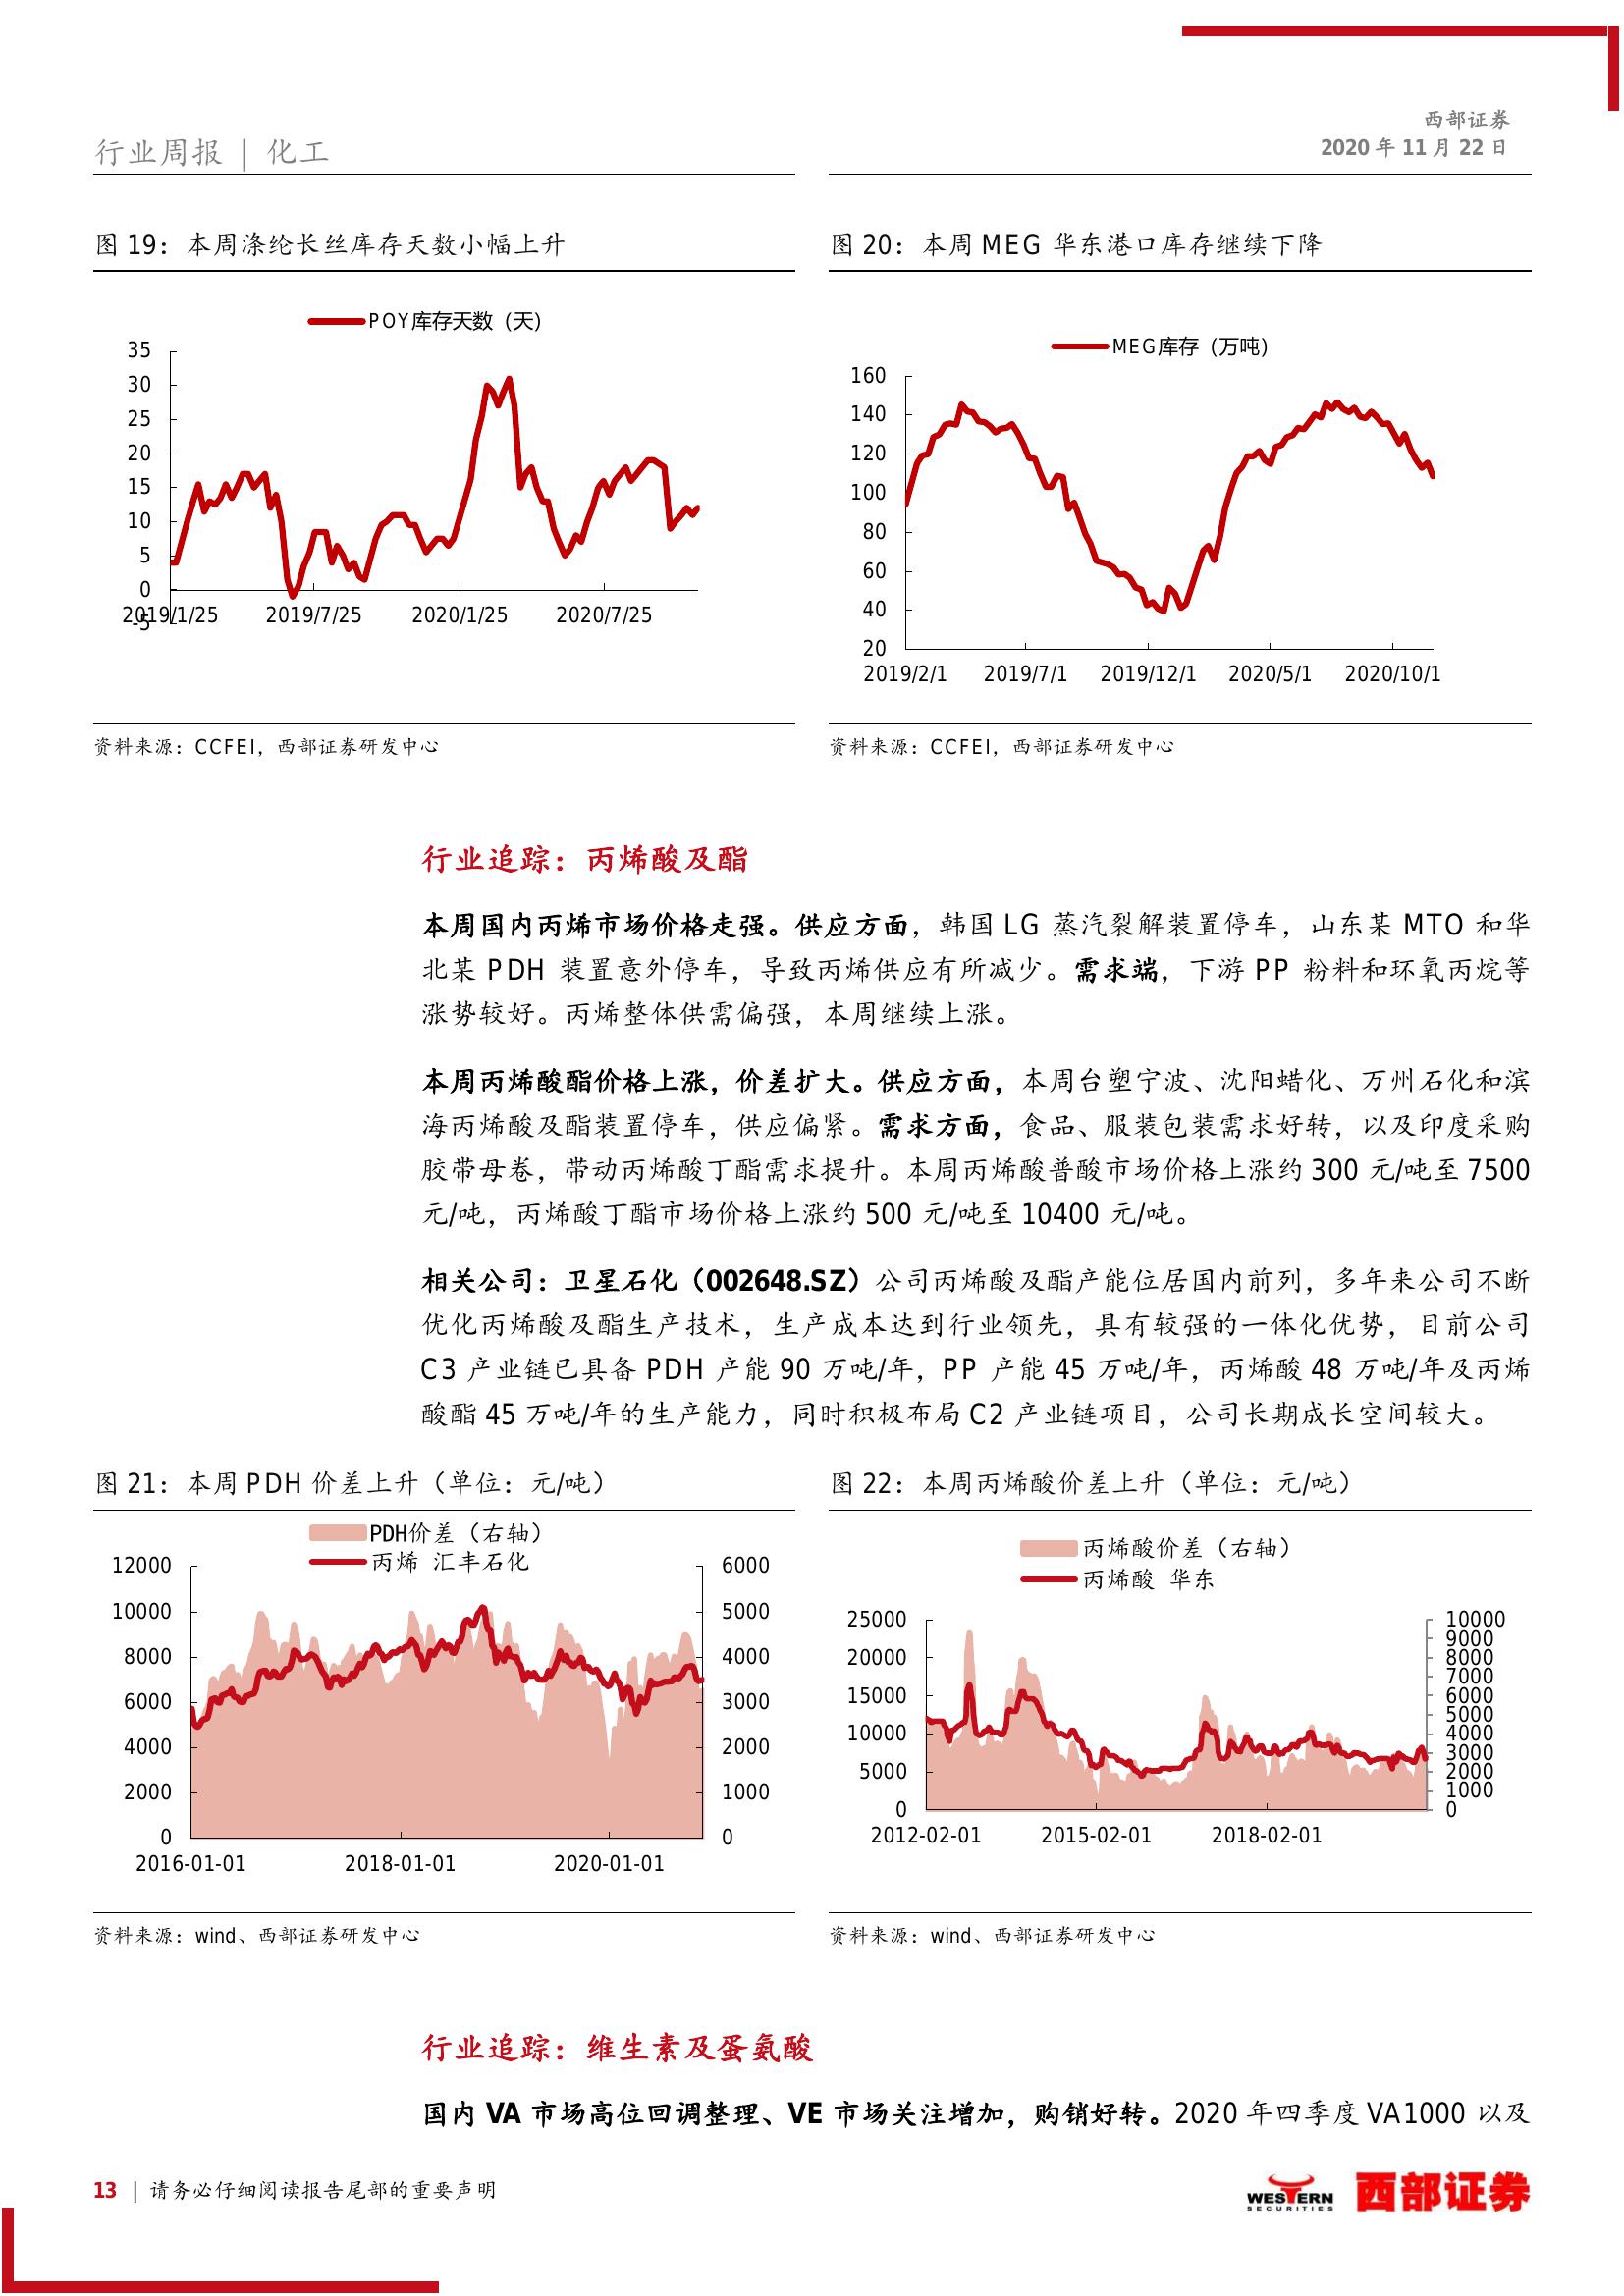 西部证券
行业周报 | 化工
2020 年 11 月 22 日
图 19：本周涤纶长丝库存天数小幅上升
POY库存天数（天）
35
30
25
20
15
10
5
0
-5
2019/1/25 2019/7/25 2020/1/25 2020/7/25
资料来源：CCFEI，西部证券研发中心
图 20：本周 MEG 华东港口库存继续下降
MEG库存（万吨）
160
140
120
100
80
60
40
20
2019/2/1 2019/7/1 2019/12/1 2020/5/1 2020/10/1
资料来源：CCFEI，西部证券研发中心
行业追踪：丙烯酸及酯
本周国内丙烯市场价格走强。供应方面，韩国 LG 蒸汽裂解装置停车，山东某 MTO 和华
北某 PDH 装置意外停车，导致丙烯供应有所减少。需求端，下游 PP 粉料和环氧丙烷等
涨势较好。丙烯整体供需偏强，本周继续上涨。
本周丙烯酸酯价格上涨，价差扩大。供应方面，本周台塑宁波、沈阳蜡化、万州石化和滨
海丙烯酸及酯装置停车，供应偏紧。需求方面，食品、服装包装需求好转，以及印度采购
胶带母卷，带动丙烯酸丁酯需求提升。本周丙烯酸普酸市场价格上涨约 300 元/吨至 7500
元/吨，丙烯酸丁酯市场价格上涨约 500 元/吨至 10400 元/吨。
相关公司：卫星石化（002648.SZ）公司丙烯酸及酯产能位居国内前列，多年来公司不断
优化丙烯酸及酯生产技术，生产成本达到行业领先，具有较强的一体化优势，目前公司
C3 产业链已具备 PDH 产能 90 万吨/年，PP 产能 45 万吨/年，丙烯酸 48 万吨/年及丙烯
酸酯 45 万吨/年的生产能力，同时积极布局 C2 产业链项目，公司长期成长空间较大。
图 21：本周 PDH 价差上升（单位：元/吨）
PDH价差（右轴）
丙烯 汇丰石化
12000
10000
8000
6000
4000
2000
0
6000
5000
4000
3000
2000
1000
0
2016-01-01 2018-01-01 2020-01-01
资料来源：wind、西部证券研发中心
图 22：本周丙烯酸价差上升（单位：元/吨）
丙烯酸价差（右轴）
丙烯酸 华东
25000
20000
15000
10000
5000
0
10000
9000
8000
7000
6000
5000
4000
3000
2000
1000
0
2012-02-01 2015-02-01 2018-02-01
资料来源：wind、西部证券研发中心
行业追踪：维生素及蛋氨酸
国内 VA 市场高位回调整理、VE 市场关注增加，购销好转。2020 年四季度 VA1000 以及
13 | 请务必仔细阅读报告尾部的重要声明
WESTERN
SECURITIES
西部证券